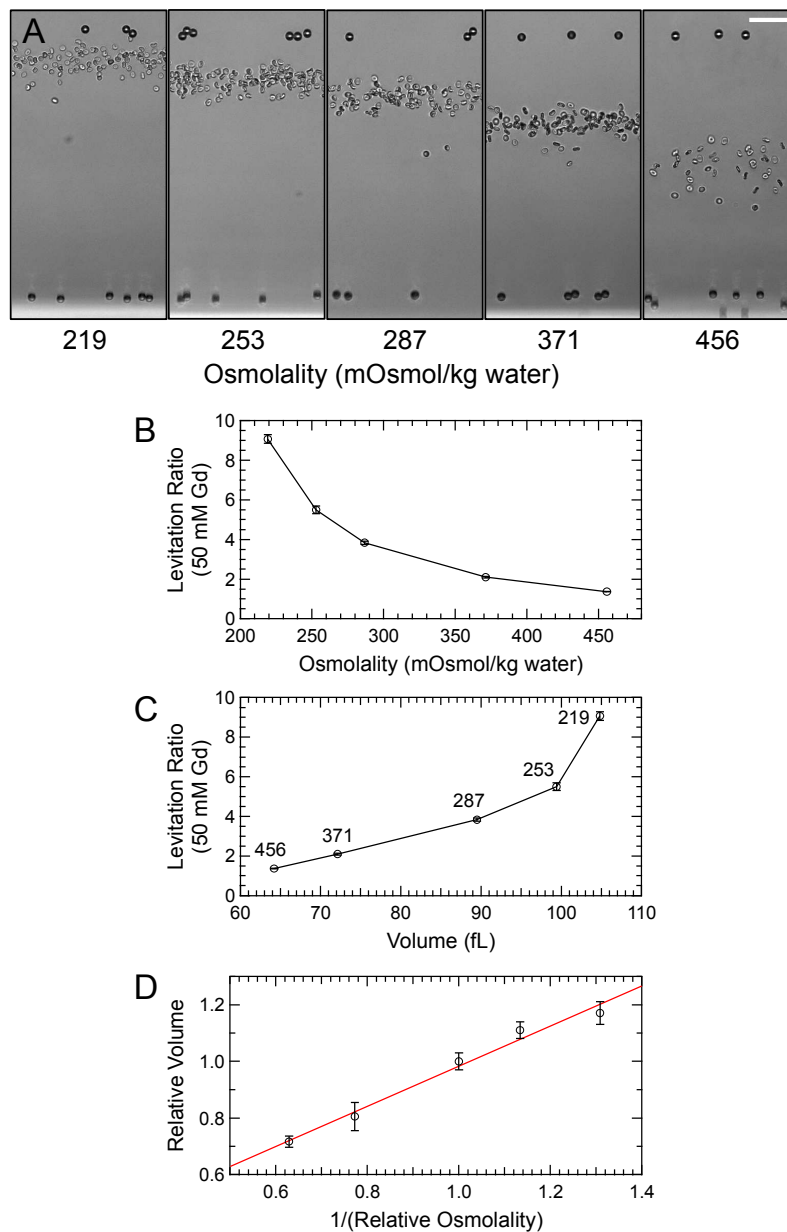 A
219 253 287 371 456
Osmolality (mOsmol/kg water)
B
10
8
6
4
2
0
Levitation Ratio
(50 mM Gd)
200 250 300 350 400 450
Osmolality (mOsmol/kg water)
C
10
8
6
4
2
0
Levitation Ratio
(50 mM Gd)
219
253
287
371
456
60 70 80 90 100 110
Volume (fL)
D
1.2
1.0
0.8
0.6
Relative Volume
0.6 0.8 1.0 1.2 1.4
1/(Relative Osmolality)